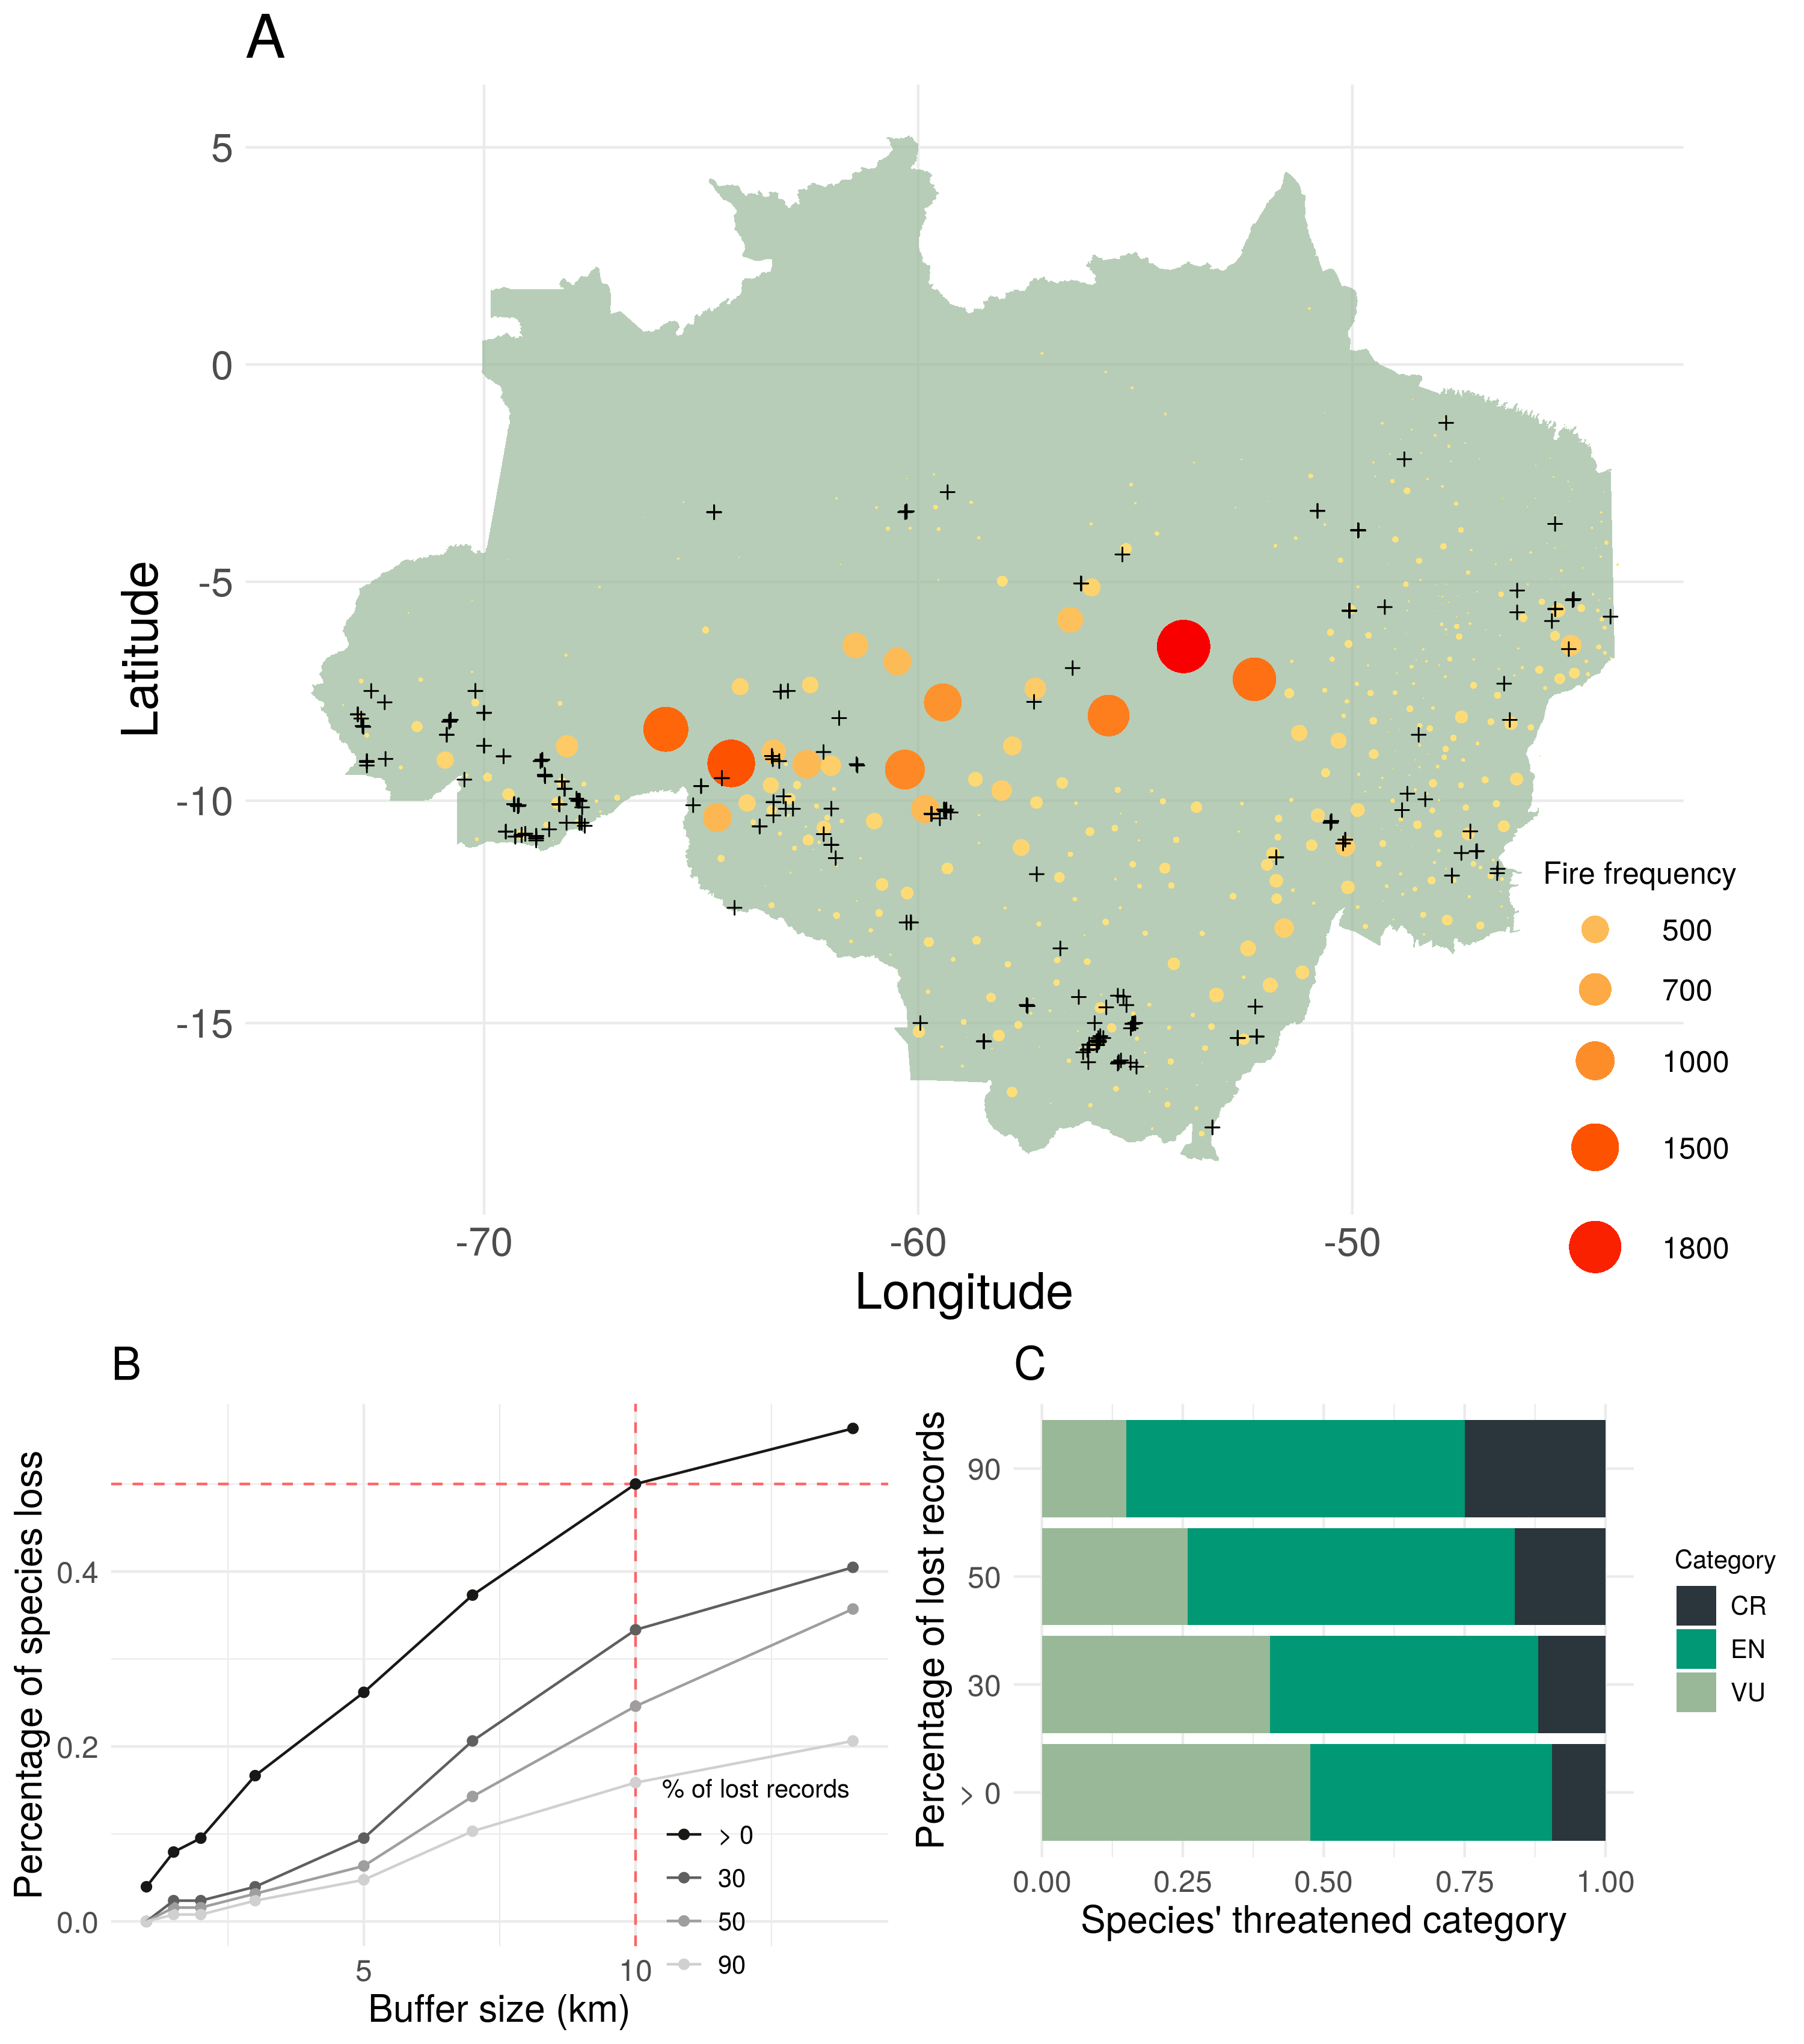 A
5
0
-5
-10
-15
Latitude
-70
-60
-50
Longitude
Fire frequency
500
700
1000
1500
1800
B
Percentage of species loss
0.4
0.2
0.0
5
10
Buffer size (km)
% of lost records
> 0
30
50
90
C
Percentage of lost records
90
50
30
> 0
0.00
0.25
0.50
0.75
1.00
Species' threatened category
Category
CR
EN
VU